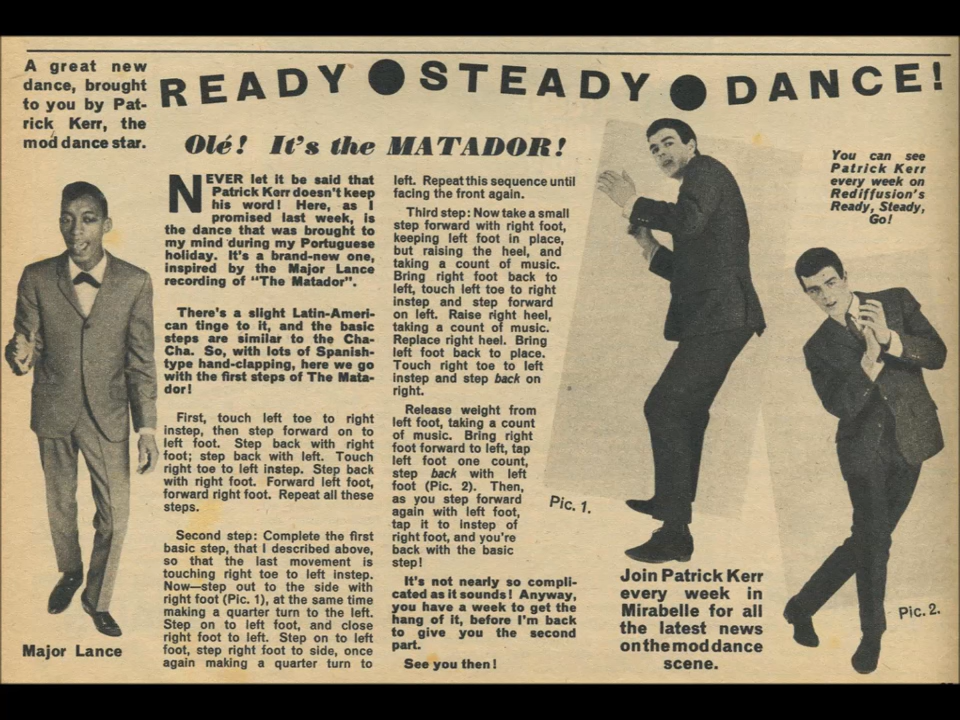 A great new
dance, brought
to you by Pat-
rick Kerr, the
mod dance star.
READY ● STEADY ● DANCE!
Olé! It's the MATADOR!
NEVER let it be said that
Patrick Kerr doesn't keep
his word! Here, as I
promised last week, is
the dance that was brought to
my mind during my Portuguese
holiday. It's a brand-new one,
inspired by the Major Lance
recording of "The Matador".
There's a slight Latin-Ameri-
can tinge to it, and the basic
steps are similar to the Cha-
Cha. So, with lots of Spanish-
type hand-clapping, here we go
with the first steps of The Mata-
dor!
First, touch left toe to right
instep, then step forward on to
left foot. Step back with right
foot; step back with left. Touch
right toe to left instep. Step back
with right foot. Forward left foot,
forward right foot. Repeat all these
steps.
Second step: Complete the first
basic step, that I described above,
so that the last movement is
touching right toe to left instep.
Now—step out to the side with
right foot (Pic. 1), at the same time
making a quarter turn to the left.
Step on to left foot, and close
right foot to left. Step on to left
foot, step right foot to side, once
again making a quarter turn to
left. Repeat this sequence until
facing the front again.
Third step: Now take a small
step forward with right foot,
keeping left foot in place,
but raising the heel, and
taking a count of music.
Bring right foot back to
left, touch left toe to right
instep and step forward
on left. Raise right heel,
taking a count of music.
Replace right heel. Bring
left foot back to place.
Touch right toe to left
instep and step back on
right.
Release weight from
left foot, taking a count
of music. Bring right
foot forward to left, tap
left foot one count,
step back with left
foot (Pic. 2). Then,
as you step forward
again with left foot,
tap it to instep of
right foot, and you're
back with the basic
step!
It's not nearly so compli-
cated as it sounds! Anyway,
you have a week to get the
hang of it, before I'm back
to give you the second
part.
See you then!
You can see
Patrick Kerr
every week on
Rediffusion's
Ready, Steady,
Go!
Pic. 1.
Join Patrick Kerr
every week in
Mirabelle for all
the latest news
on the mod dance
scene.
Pic. 2.
Major Lance